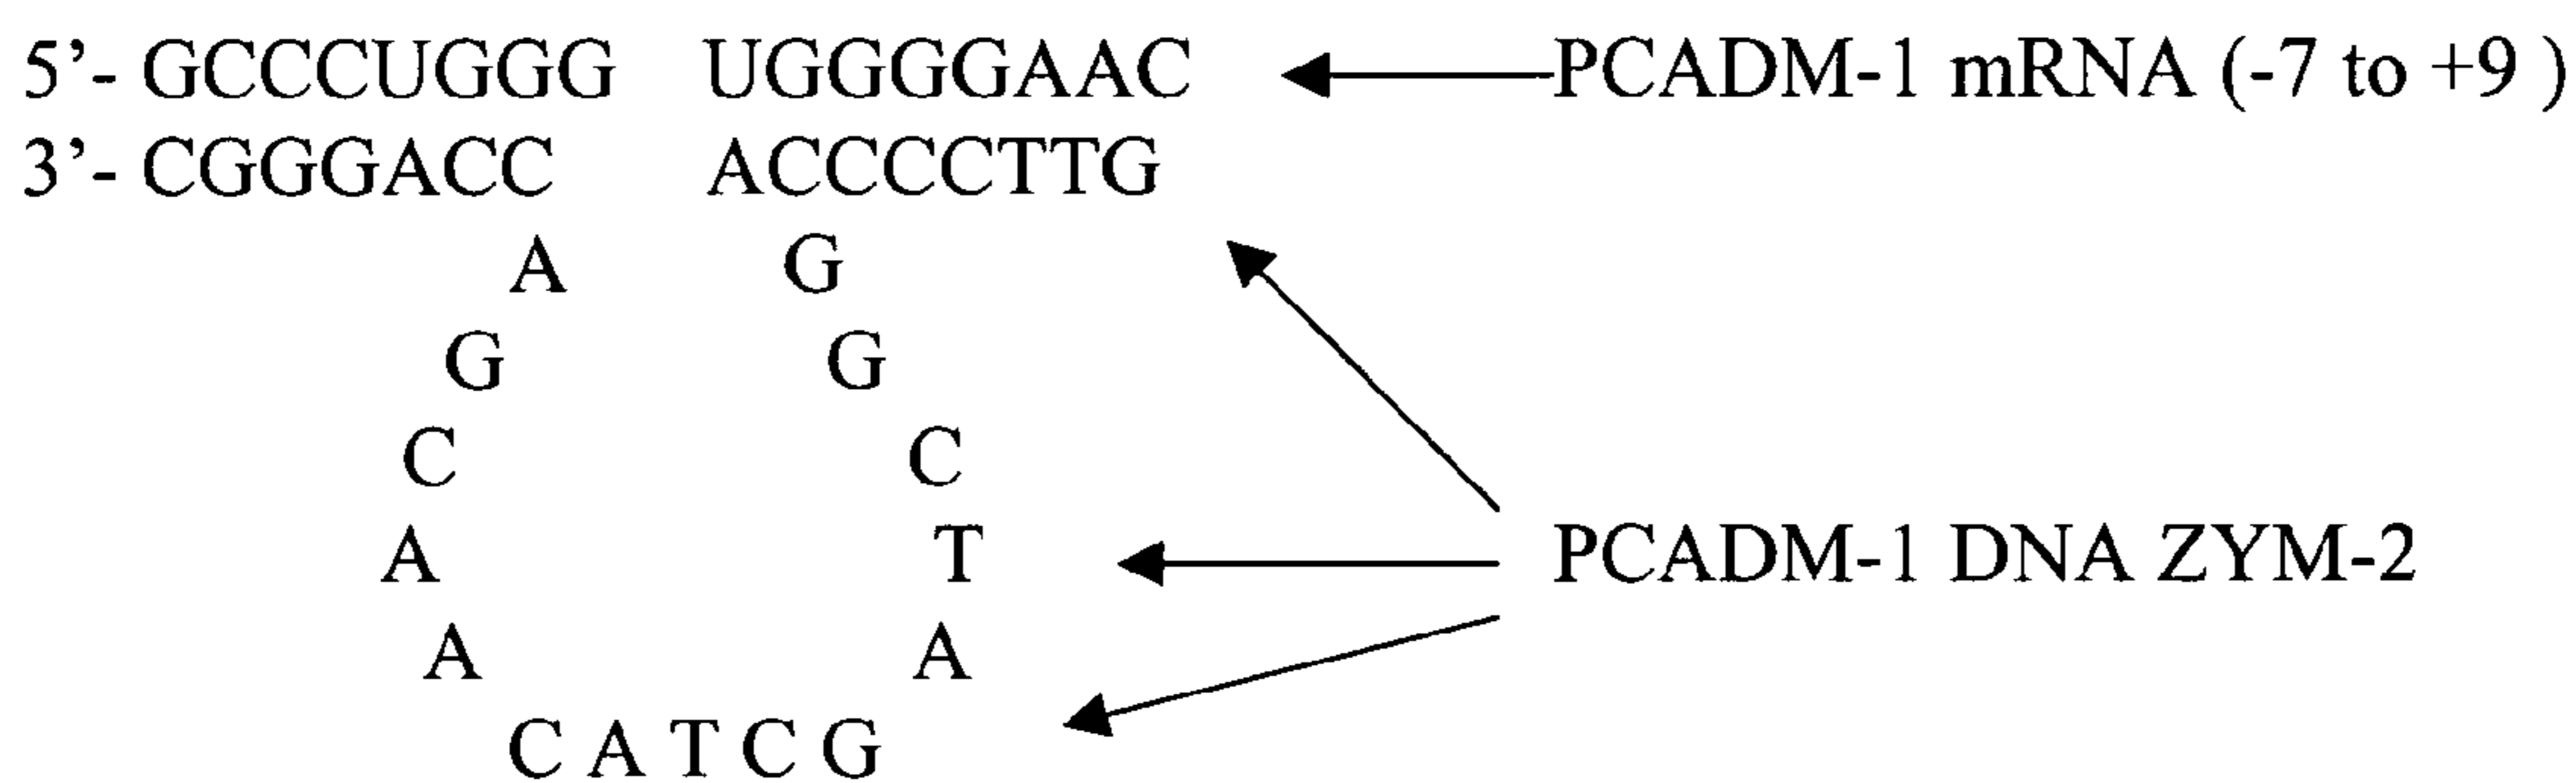 5’- GCCCUGGG UGGGGAAC PCADM-1 mRNA (-7 to +9 )
3’- CGGGACC ACCCCTTG
A G
G G
C C
A T PCADM-1 DNA ZYM-2
A A
C A T C G